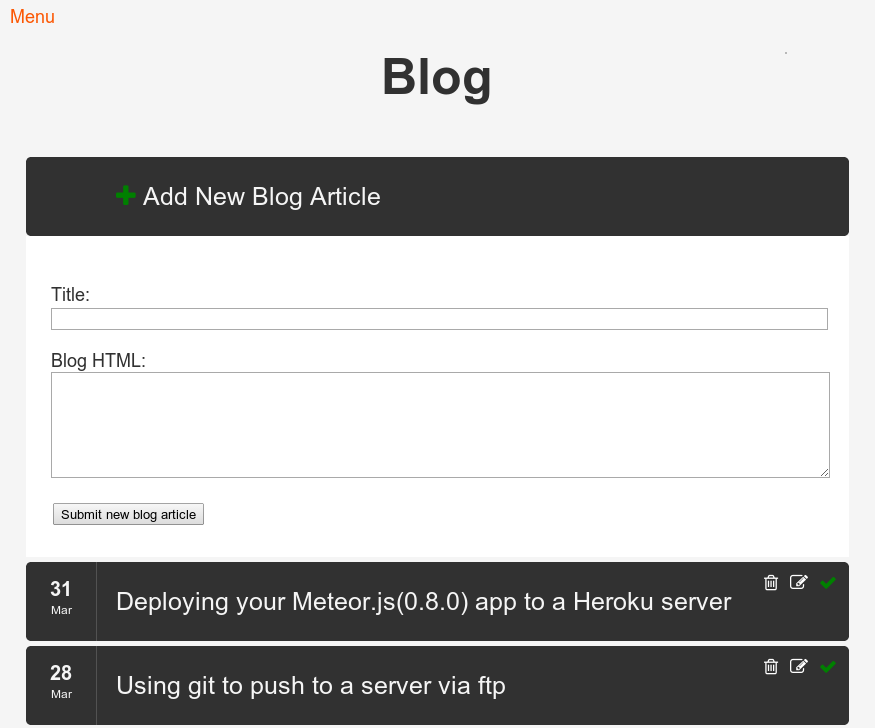 Menu
Blog
Add New Blog Article
Title:
Blog HTML:
Submit new blog article
31
Mar
Deploying your Meteor.js(0.8.0) app to a Heroku server
28
Mar
Using git to push to a server via ftp